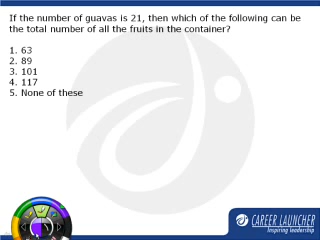 If the number of guavas is 21, then which of the following can be
the total number of all the fruits in the container?
1. 63
2. 89
3. 101
4. 117
5. None of these
CAREER LAUNCHER
Inspiring leadership